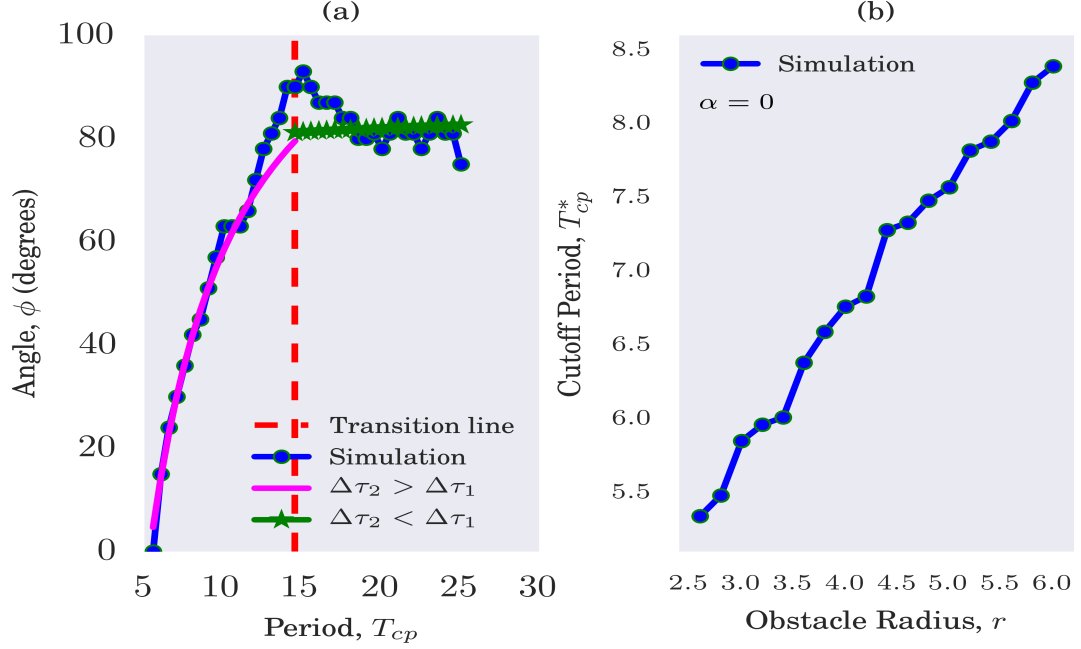 (a)
100
80
60
40
20
0
5
10
15
20
25
30
Angle, ϕ (degrees)
Period, T_{cp}
Transition line
Simulation
Δτ₂ > Δτ₁
Δτ₂ < Δτ₁
(b)
8.5
8.0
7.5
7.0
6.5
6.0
5.5
2.5
3.0
3.5
4.0
4.5
5.0
5.5
6.0
Cutoff Period, T*_{cp}
Obstacle Radius, r
Simulation
α = 0